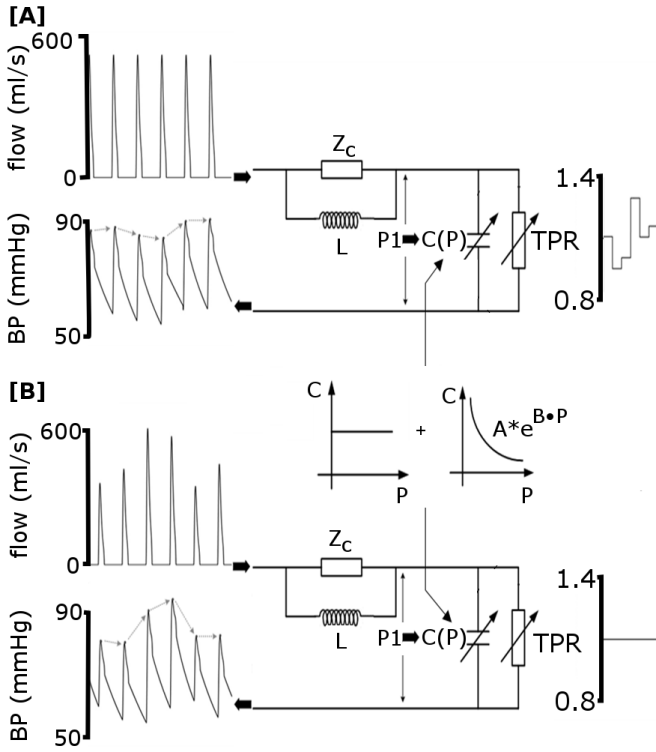 [A]
600
flow (ml/s)
0
90
BP (mmHg)
50
Zc
L
P1 C(P)
TPR
1.4
0.8
[B]
C
P
+
C
A*e^B•P
P
600
flow (ml/s)
0
90
BP (mmHg)
50
Zc
L
P1 C(P)
TPR
1.4
0.8